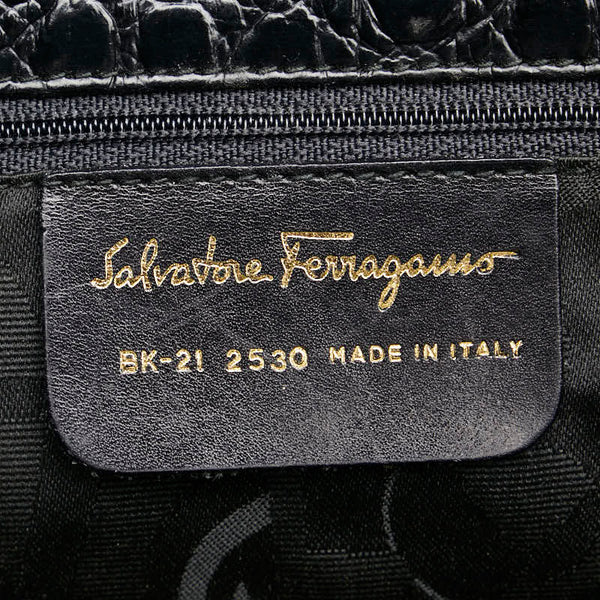 Salvatore Ferragamo
BK-21 2530 MADE IN ITALY